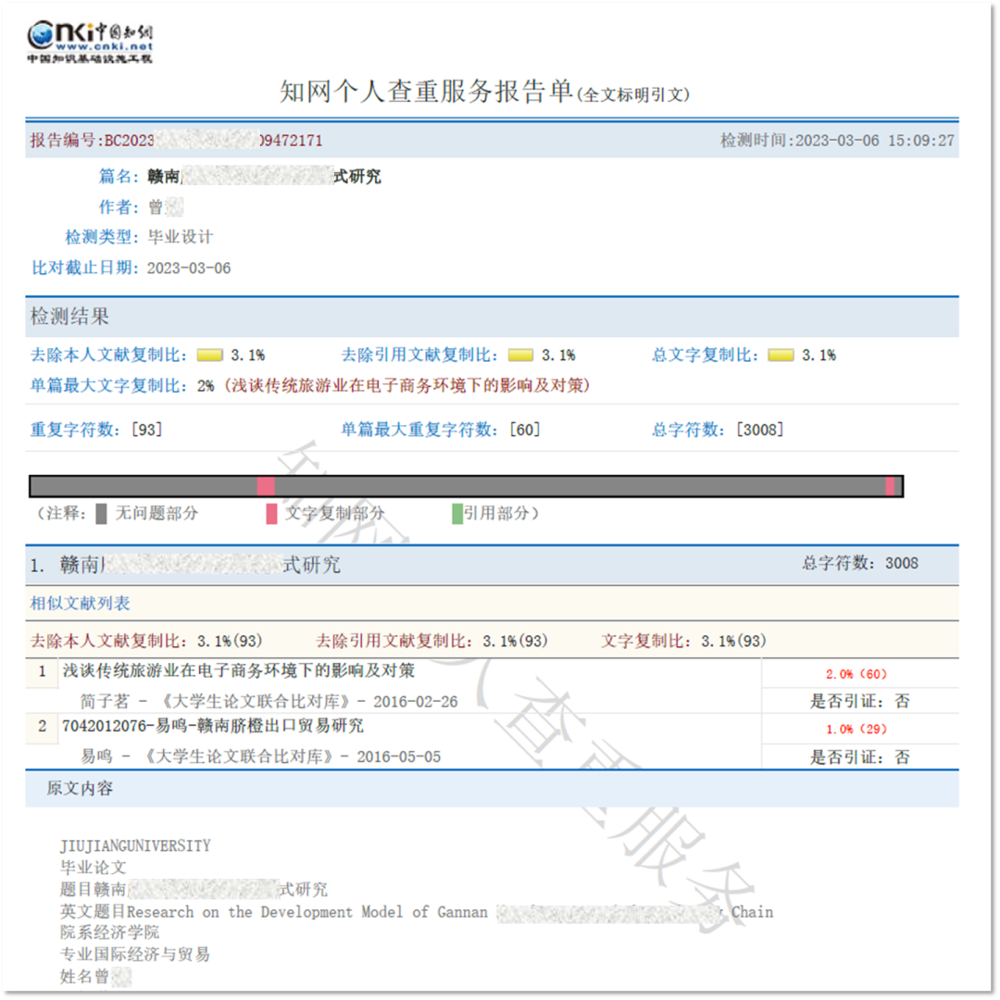 cnki中国知网
www.cnki.net
中国知识基础设施工程
知网个人查重服务报告单(全文标明引文)
报告编号:BC2023 09472171 检测时间:2023-03-06 15:09:27
篇名: 赣南 式研究
作者: 曾
检测类型: 毕业设计
比对截止日期: 2023-03-06
检测结果
去除本人文献复制比: 3.1% 去除引用文献复制比: 3.1% 总文字复制比: 3.1%
单篇最大文字复制比: 2% (浅谈传统旅游业在电子商务环境下的影响及对策)
重复字符数: [93] 单篇最大重复字符数: [60] 总字符数: [3008]
(注释: 无问题部分 文字复制部分 引用部分)
1. 赣南 式研究 总字符数: 3008
相似文献列表
去除本人文献复制比: 3.1%(93) 去除引用文献复制比: 3.1%(93) 文字复制比: 3.1%(93)
1 浅谈传统旅游业在电子商务环境下的影响及对策 2.0% (60)
简子茗 - 《大学生论文联合比对库》- 2016-02-26 是否引证: 否
2 7042012076-易鸣-赣南脐橙出口贸易研究 1.0% (29)
易鸣 - 《大学生论文联合比对库》- 2016-05-05 是否引证: 否
原文内容
JIUJIANGUNIVERSITY
毕业论文
题目赣南 式研究
英文题目Research on the Development Model of Gannan Chain
院系经济学院
专业国际经济与贸易
姓名曾
知网个人查重服务